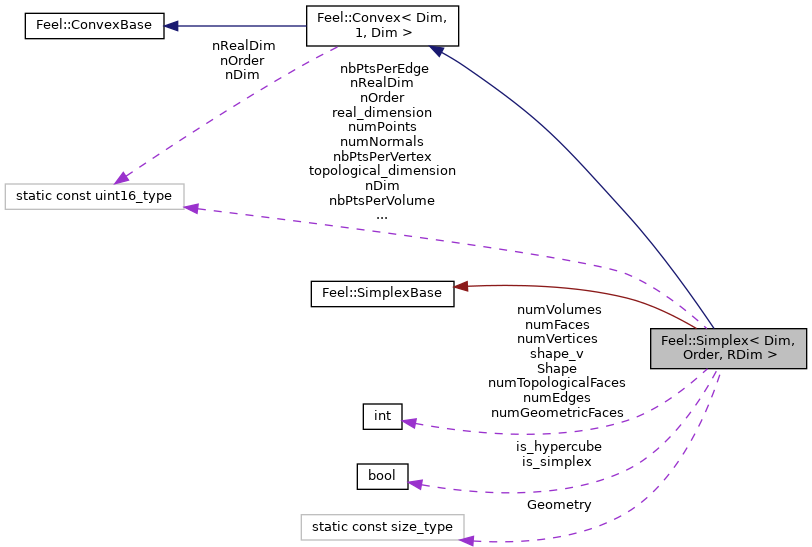 Feel::ConvexBase
Feel::Convex< Dim,
1, Dim >
nRealDim
nOrder
nDim
nbPtsPerEdge
nRealDim
nOrder
real_dimension
numPoints
numNormals
nbPtsPerVertex
topological_dimension
nDim
nbPtsPerVolume
...
static const uint16_type
Feel::SimplexBase
numVolumes
numFaces
numVertices
shape_v
Shape
numTopologicalFaces
numEdges
numGeometricFaces
Feel::Simplex< Dim,
Order, RDim >
int
is_hypercube
is_simplex
bool
Geometry
static const size_type